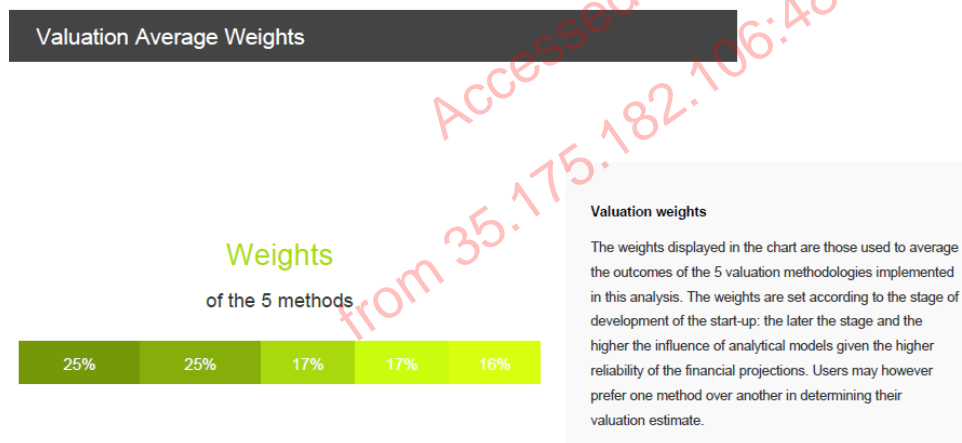 Valuation Average Weights
Accessed
from 35.175.182.106:48
Weights
of the 5 methods
25% 25% 17% 17% 16%
Valuation weights
The weights displayed in the chart are those used to average
the outcomes of the 5 valuation methodologies implemented
in this analysis. The weights are set according to the stage of
development of the start-up: the later the stage and the
higher the influence of analytical models given the higher
reliability of the financial projections. Users may however
prefer one method over another in determining their
valuation estimate.